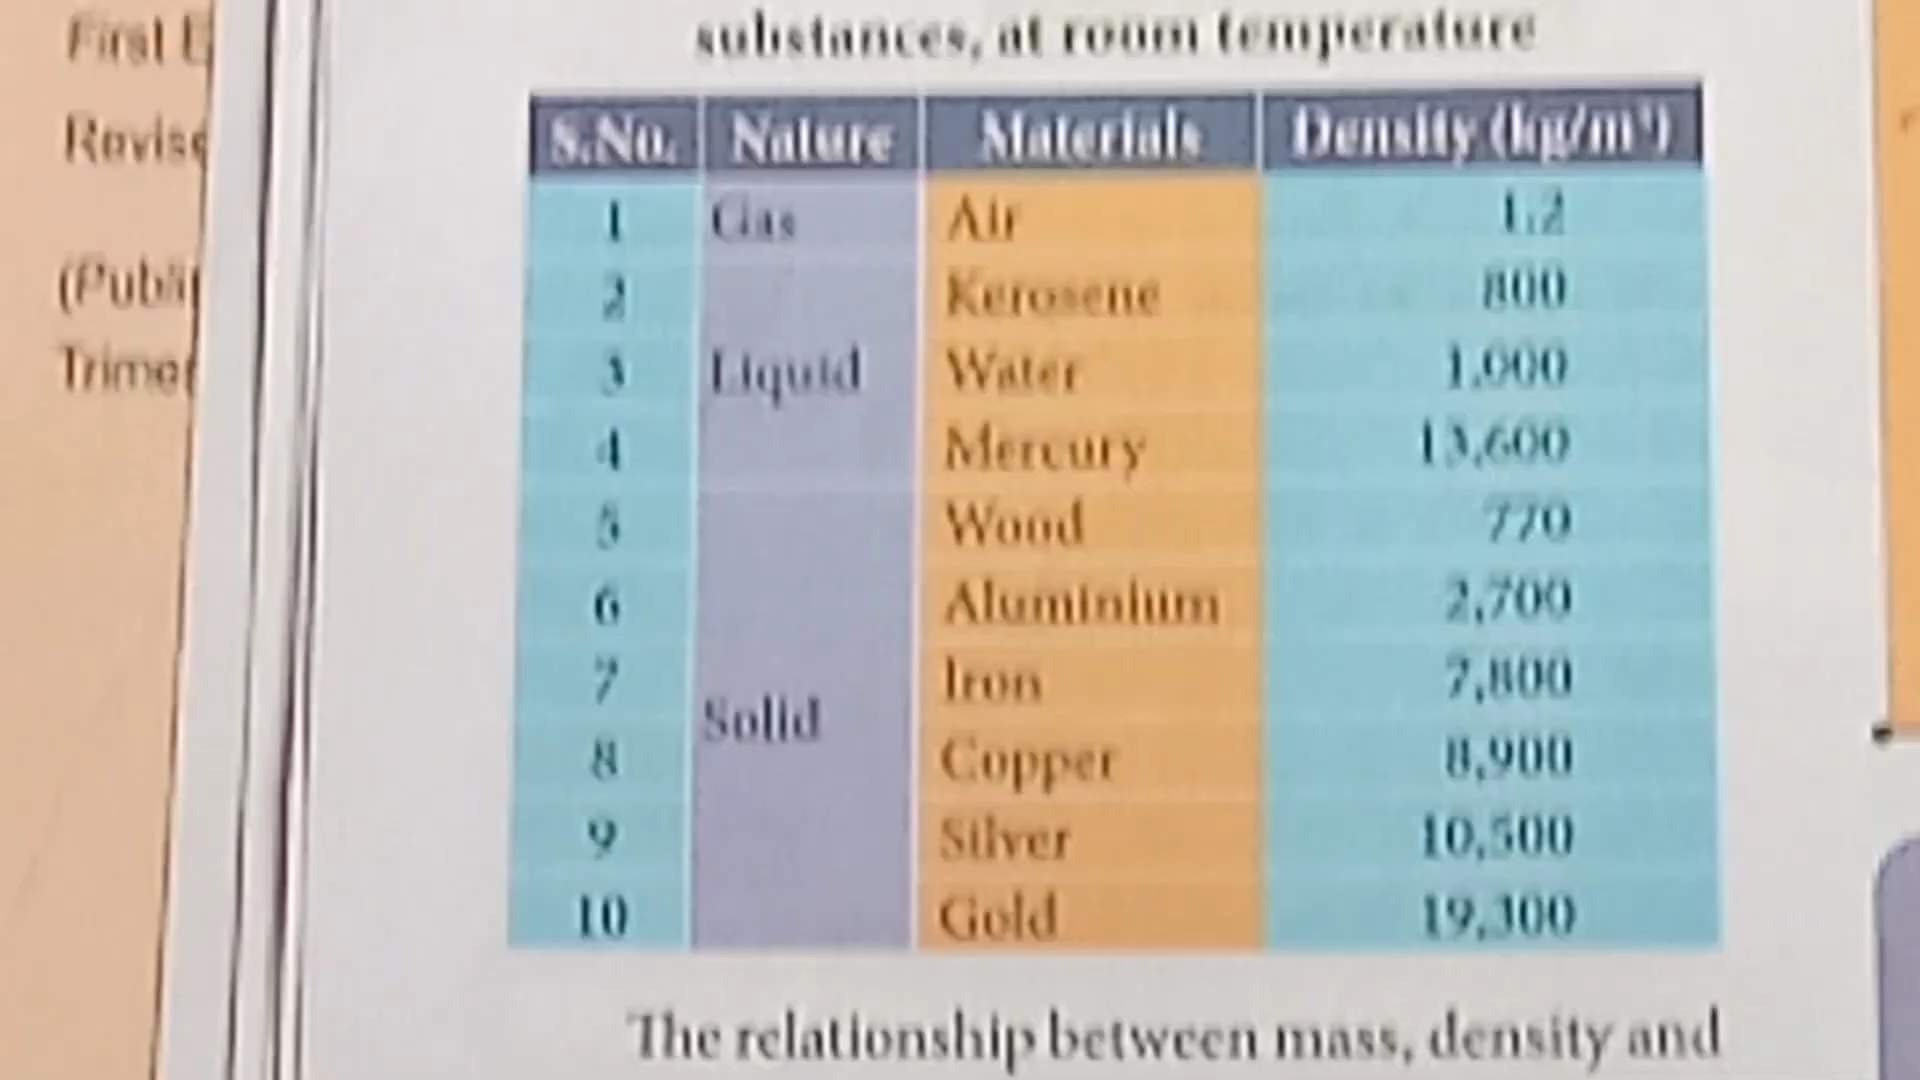 First E
Revise
(Publi
Trime
substances, at room temperature
S.No. Nature Materials Density (kg/m³)
1 Gas Air 1.2
2 Kerosene 800
3 Liquid Water 1,000
4 Mercury 13,600
5 Wood 770
6 Aluminium 2,700
7 Iron 7,800
Solid
8 Copper 8,900
9 Silver 10,500
10 Gold 19,300
The relationship between mass, density and